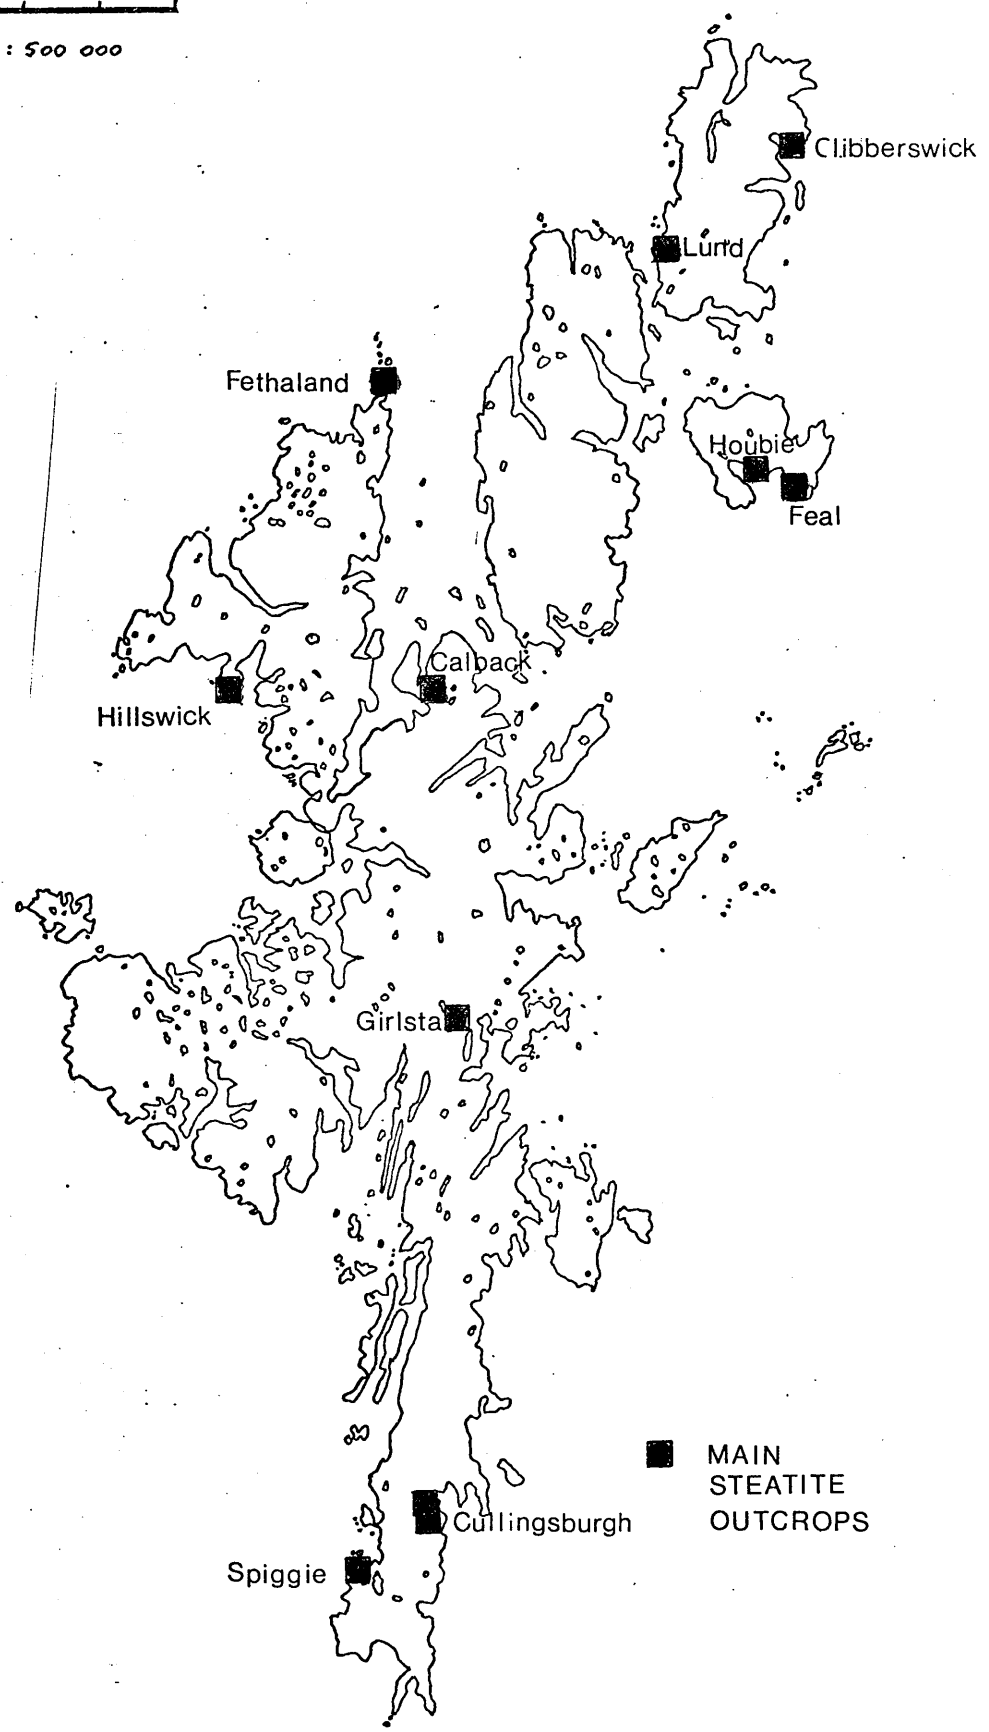 : 500 000
Clibberswick
Lund
Fethaland
Houbie
Feal
Calback
Hillswick
Girlsta
MAIN
STEATITE
OUTCROPS
Cullingsburgh
Spiggie